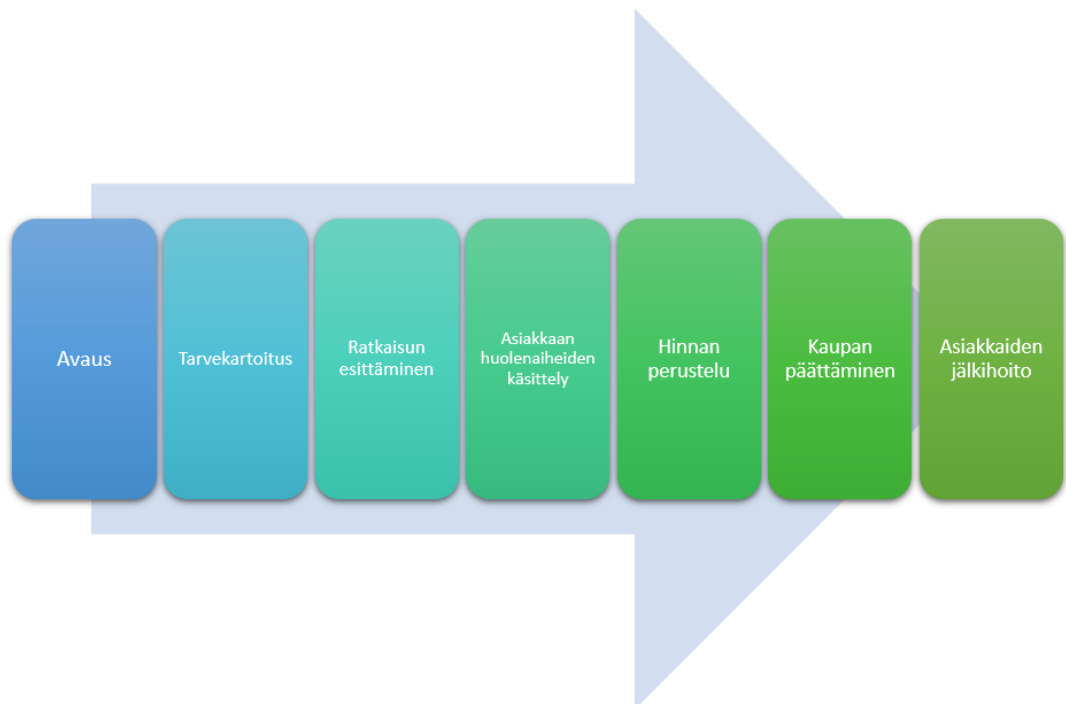 Avaus
Tarvekartoitus
Ratkaisun
esittäminen
Asiakkaan
huolenaiheiden
käsittely
Hinnan
perustelu
Kaupan
päättäminen
Asiakkaiden
jälkihoito